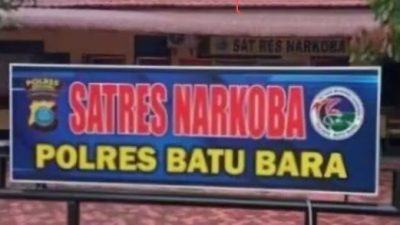 SAT RES NARKOBA
POLRES
SATRES NARKOBA
POLRES BATU BARA